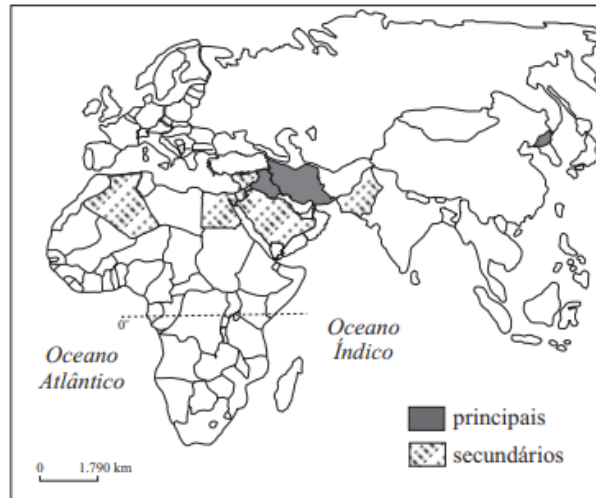 0°
Oceano
Atlântico
Oceano
Índico
principais
secundários
0 1.790 km